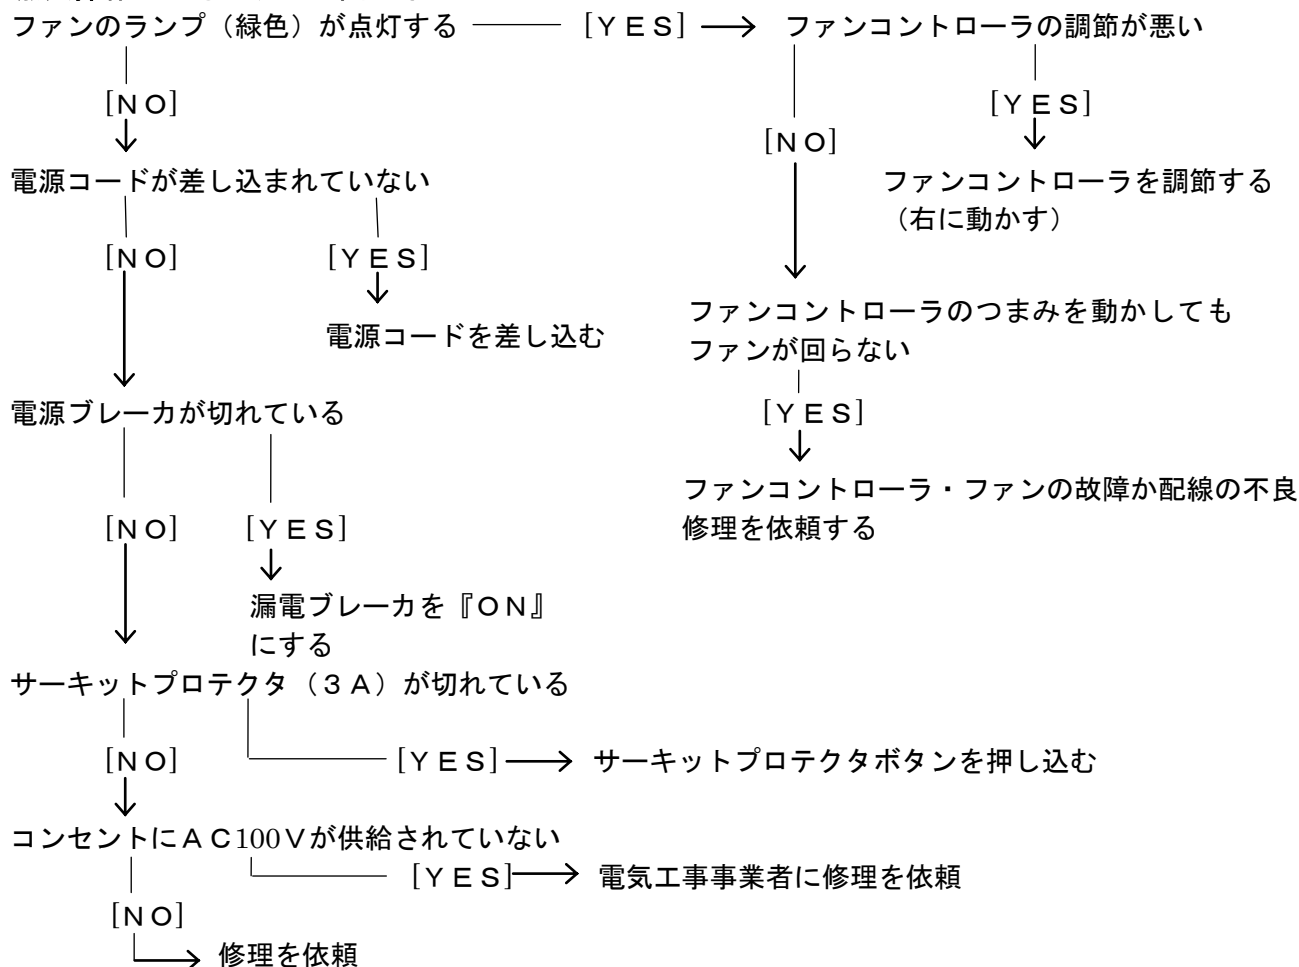 ファンのランプ（緑色）が点灯する [ＹＥＳ] ファンコントローラの調節が悪い
[ＮＯ] [ＹＥＳ]
[ＮＯ]
電源コードが差し込まれていない ファンコントローラを調節する
（右に動かす）
[ＮＯ] [ＹＥＳ]
電源コードを差し込む
ファンコントローラのつまみを動かしても
ファンが回らない
電源ブレーカが切れている [ＹＥＳ]
ファンコントローラ・ファンの故障か配線の不良
修理を依頼する
[ＮＯ] [ＹＥＳ]
漏電ブレーカを『ＯＮ』
にする
サーキットプロテクタ（３Ａ）が切れている
[ＮＯ] [ＹＥＳ] サーキットプロテクタボタンを押し込む
コンセントにＡＣ100Ｖが供給されていない
[ＹＥＳ] 電気工事事業者に修理を依頼
[ＮＯ]
修理を依頼